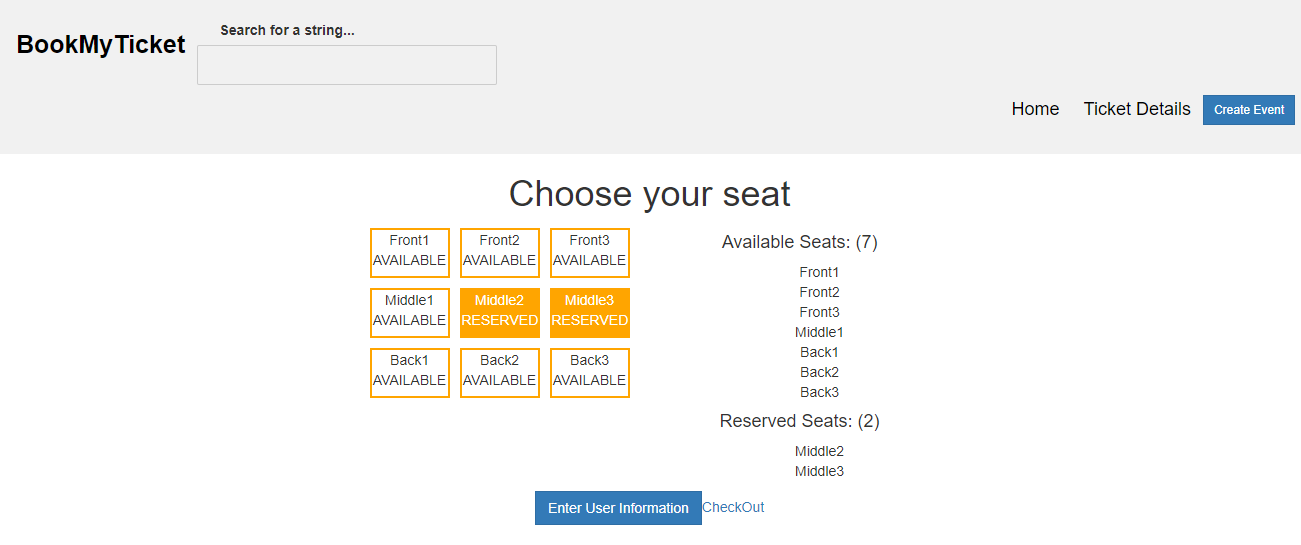 BookMyTicket
Search for a string...
Home Ticket Details Create Event
Choose your seat
Front1 Front2 Front3
AVAILABLE AVAILABLE AVAILABLE
Middle1 Middle2 Middle3
AVAILABLE RESERVED RESERVED
Back1 Back2 Back3
AVAILABLE AVAILABLE AVAILABLE
Available Seats: (7)
Front1
Front2
Front3
Middle1
Back1
Back2
Back3
Reserved Seats: (2)
Middle2
Middle3
Enter User Information CheckOut